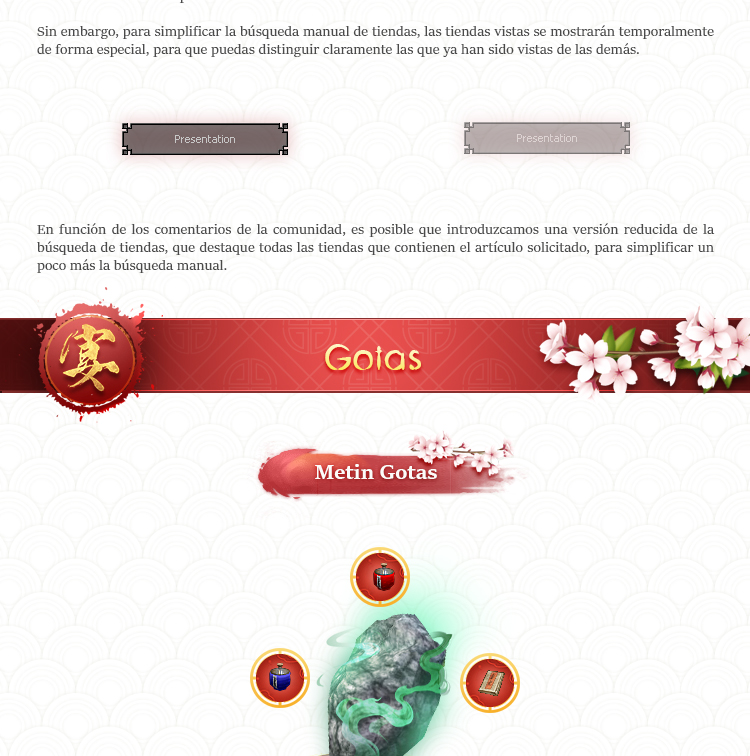 Sin embargo, para simplificar la búsqueda manual de tiendas, las tiendas vistas se mostrarán temporalmente
de forma especial, para que puedas distinguir claramente las que ya han sido vistas de las demás.
Presentation
Presentation
En función de los comentarios de la comunidad, es posible que introduzcamos una versión reducida de la
búsqueda de tiendas, que destaque todas las tiendas que contienen el artículo solicitado, para simplificar un
poco más la búsqueda manual.
宴
Gotas
Metin Gotas